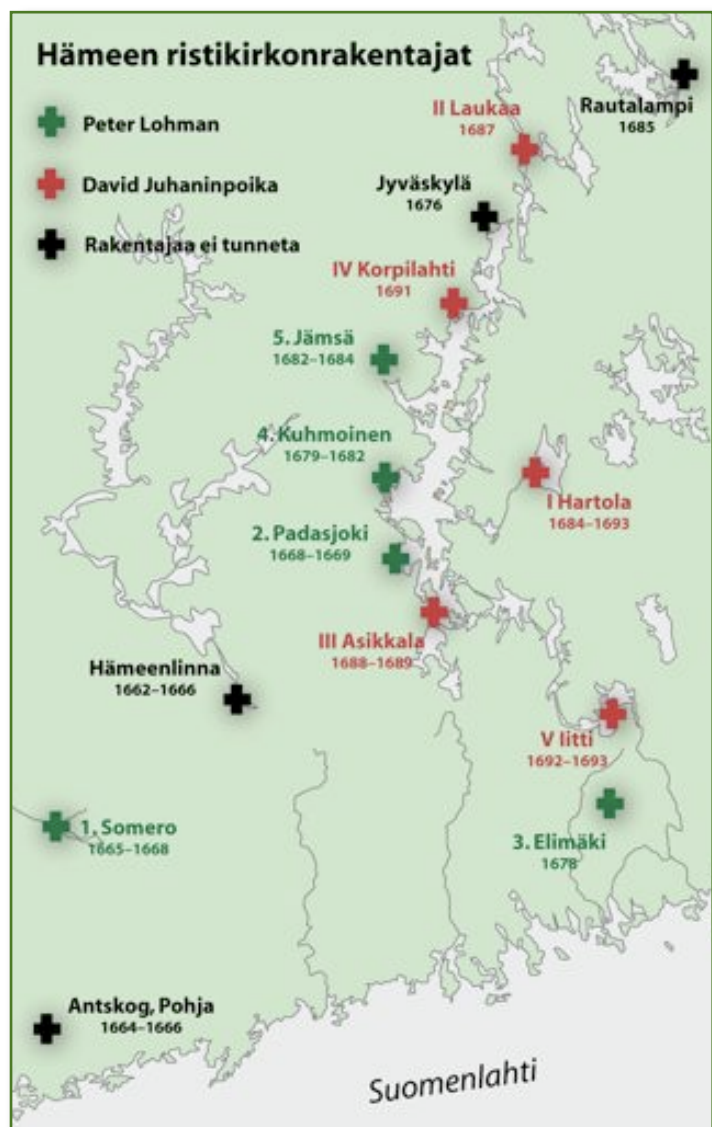 Hämeen ristikirkonrakentajat
Peter Lohman
David Juhaninpoika
Rakentajaa ei tunneta
Rautalampi
1685
II Laukaa
1687
Jyväskylä
1676
IV Korpilahti
1691
5. Jämsä
1682–1684
4. Kuhmoinen
1679–1682
I Hartola
1684–1693
2. Padasjoki
1668–1669
III Asikkala
1688–1689
Hämeenlinna
1662–1666
V Iitti
1692–1693
1. Somero
1665–1668
3. Elimäki
1678
Antskog, Pohja
1664–1666
Suomenlahti